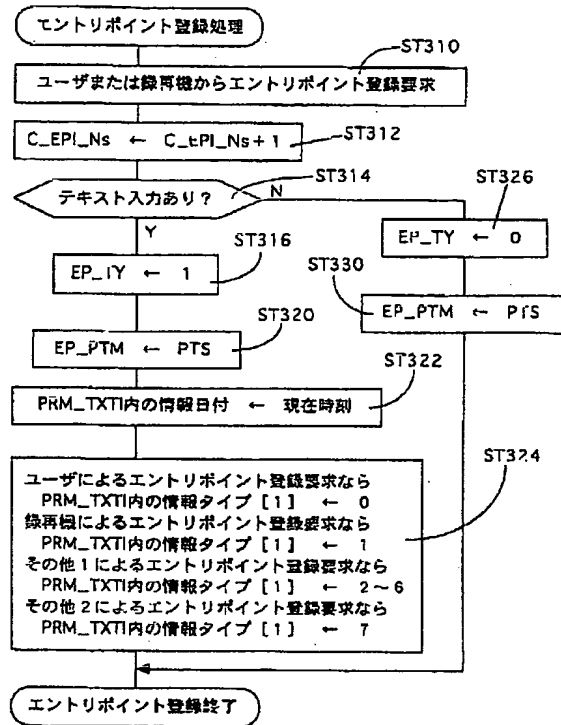 エントリポイント登録処理
ST310
ユーザまたは録再機からエントリポイント登録要求
C_EPI_Ns ← C_EPI_Ns+1
ST312
テキスト入力あり?
N
ST314
ST326
Y
EP_TY ← 0
ST316
EP_TY ← 1
ST330
EP_PTM ← PTS
ST320
EP_PTM ← PTS
ST322
PRM_TXTI内の情報日付 ← 現在時刻
ST324
ユーザによるエントリポイント登録要求なら
PRM_TXTI内の情報タイプ [1] ← 0
録再機によるエントリポイント登録要求なら
PRM_TXTI内の情報タイプ [1] ← 1
その他1によるエントリポイント登録要求なら
PRM_TXTI内の情報タイプ [1] ← 2~6
その他2によるエントリポイント登録要求なら
PRM_TXTI内の情報タイプ [1] ← 7
エントリポイント登録終了